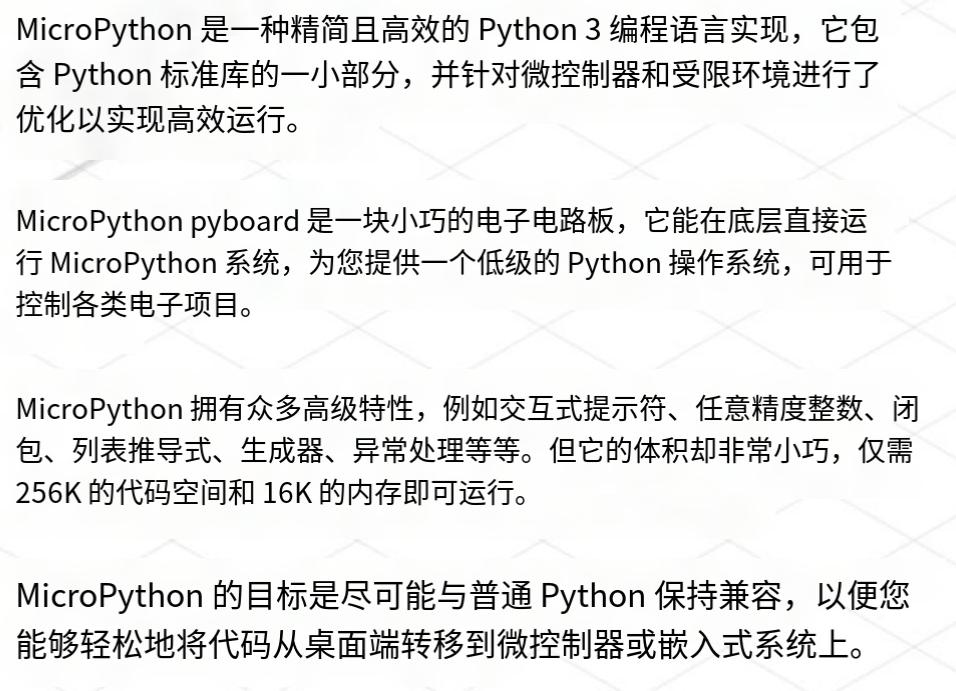 MicroPython 是一种精简且高效的 Python 3 编程语言实现，它包
含 Python 标准库的一小部分，并针对微控制器和受限环境进行了
优化以实现高效运行。
MicroPython pyboard 是一块小巧的电子电路板，它能在底层直接运
行 MicroPython 系统，为您提供一个低级的 Python 操作系统，可用于
控制各类电子项目。
MicroPython 拥有众多高级特性，例如交互式提示符、任意精度整数、闭
包、列表推导式、生成器、异常处理等等。但它的体积却非常小巧，仅需
256K 的代码空间和 16K 的内存即可运行。
MicroPython 的目标是尽可能与普通 Python 保持兼容，以便您
能够轻松地将代码从桌面端转移到微控制器或嵌入式系统上。